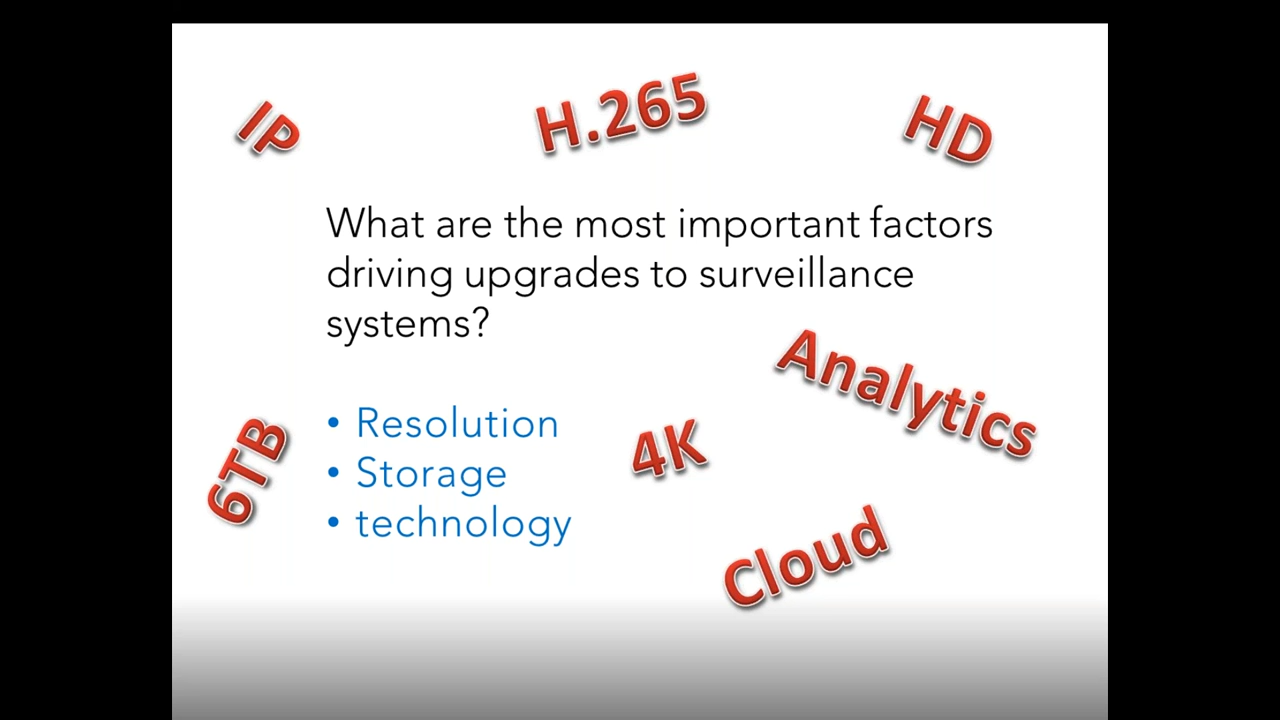 IP
H.265
HD
What are the most important factors
driving upgrades to surveillance
systems?
Analytics
6TB
• Resolution
4K
• Storage
• technology
Cloud